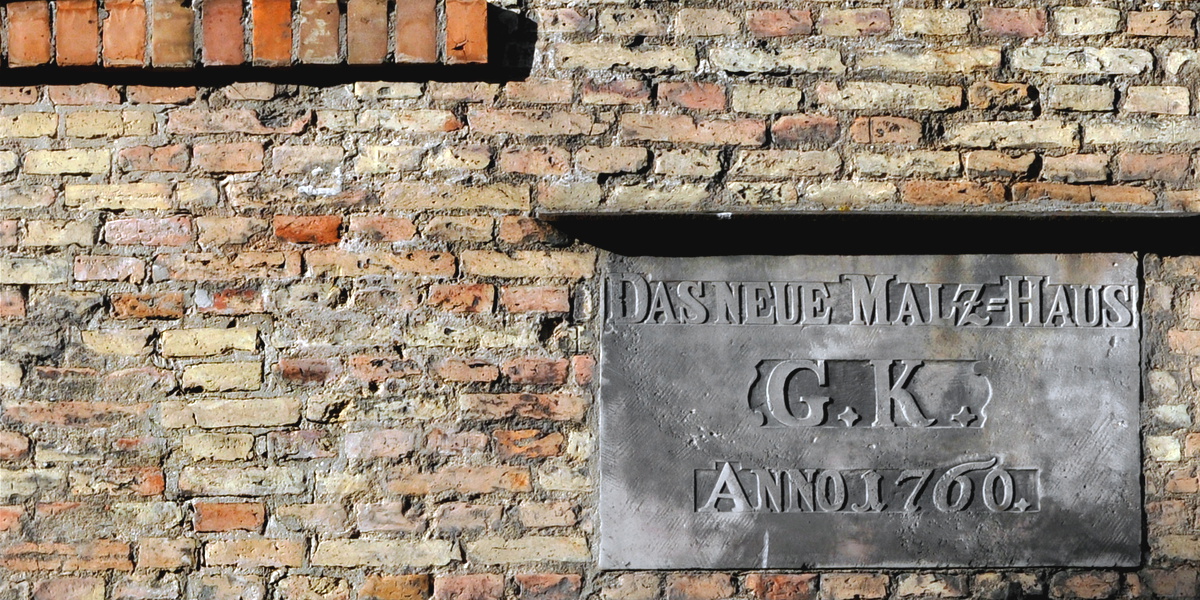 DAS NEUE MALZ=HAUS
G. K.
ANNO 1760.